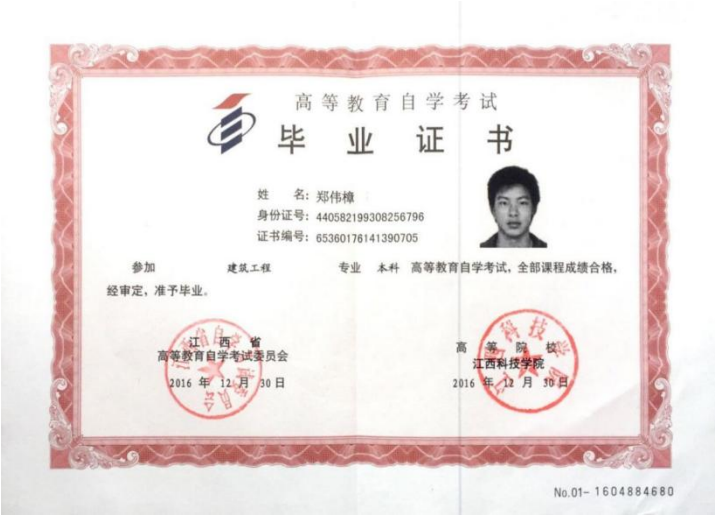 高等教育自学考试
毕业证书
姓 名：郑伟樟
身份证号：440582199308256796
证书编号：65360176141390705
参加 建筑工程 专业 本科 高等教育自学考试，全部课程成绩合格，
经审定，准予毕业。
江西省
高等教育自学考试委员会
2016 年 12 月 30 日
高等院校
江西科技学院
2016 年 12 月 30 日
No.01- 1604884680